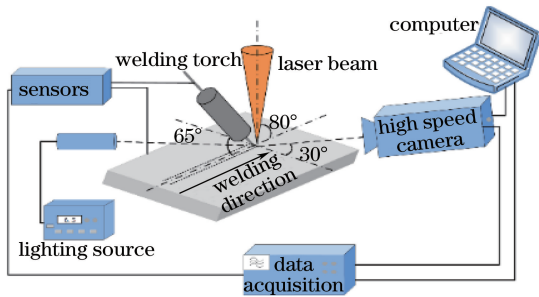 computer
welding torch
laser beam
sensors
65°
80°
high speed
camera
30°
welding
direction
6.5
lighting source
data
acquisition